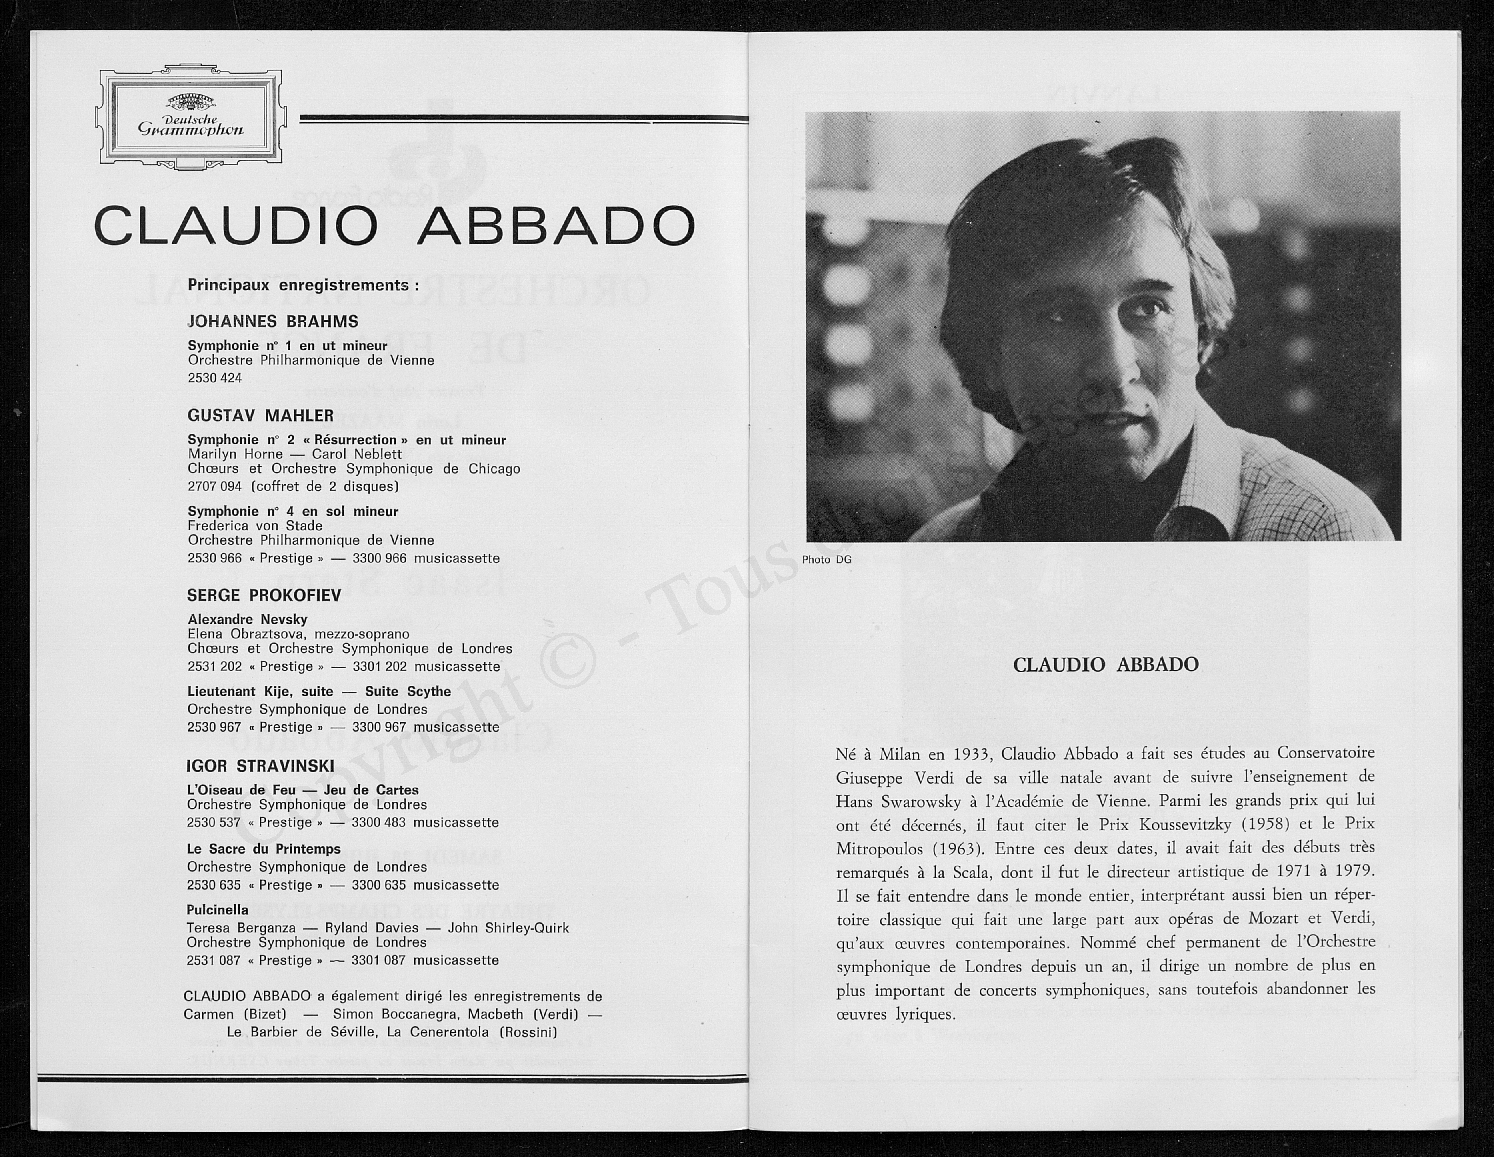 Deutsche
Grammophon
CLAUDIO ABBADO
Principaux enregistrements :
JOHANNES BRAHMS
Symphonie n° 1 en ut mineur
Orchestre Philharmonique de Vienne
2530 424
GUSTAV MAHLER
Symphonie n° 2 « Résurrection » en ut mineur
Marilyn Horne — Carol Neblett
Chœurs et Orchestre Symphonique de Chicago
2707 094 (coffret de 2 disques)
Symphonie n° 4 en sol mineur
Frederica von Stade
Orchestre Philharmonique de Vienne
2530 966 « Prestige » — 3300 966 musicassette
SERGE PROKOFIEV
Alexandre Nevsky
Elena Obraztsova, mezzo-soprano
Chœurs et Orchestre Symphonique de Londres
2531 202 « Prestige » — 3301 202 musicassette
Lieutenant Kije, suite — Suite Scythe
Orchestre Symphonique de Londres
2530 967 « Prestige » — 3300 967 musicassette
IGOR STRAVINSKI
L'Oiseau de Feu — Jeu de Cartes
Orchestre Symphonique de Londres
2530 537 « Prestige » — 3300 483 musicassette
Le Sacre du Printemps
Orchestre Symphonique de Londres
2530 635 « Prestige » — 3300 635 musicassette
Pulcinella
Teresa Berganza — Ryland Davies — John Shirley-Quirk
Orchestre Symphonique de Londres
2531 087 « Prestige » — 3301 087 musicassette
CLAUDIO ABBADO a également dirigé les enregistrements de
Carmen (Bizet) — Simon Boccanegra, Macbeth (Verdi) —
Le Barbier de Séville, La Cenerentola (Rossini)
Copyright © - Tous
Photo DG
CLAUDIO ABBADO
Né à Milan en 1933, Claudio Abbado a fait ses études au Conservatoire
Giuseppe Verdi de sa ville natale avant de suivre l'enseignement de
Hans Swarowsky à l'Académie de Vienne. Parmi les grands prix qui lui
ont été décernés, il faut citer le Prix Koussevitzky (1958) et le Prix
Mitropoulos (1963). Entre ces deux dates, il avait fait des débuts très
remarqués à la Scala, dont il fut le directeur artistique de 1971 à 1979.
Il se fait entendre dans le monde entier, interprétant aussi bien un réper-
toire classique qui fait une large part aux opéras de Mozart et Verdi,
qu'aux œuvres contemporaines. Nommé chef permanent de l'Orchestre
symphonique de Londres depuis un an, il dirige un nombre de plus en
plus important de concerts symphoniques, sans toutefois abandonner les
œuvres lyriques.